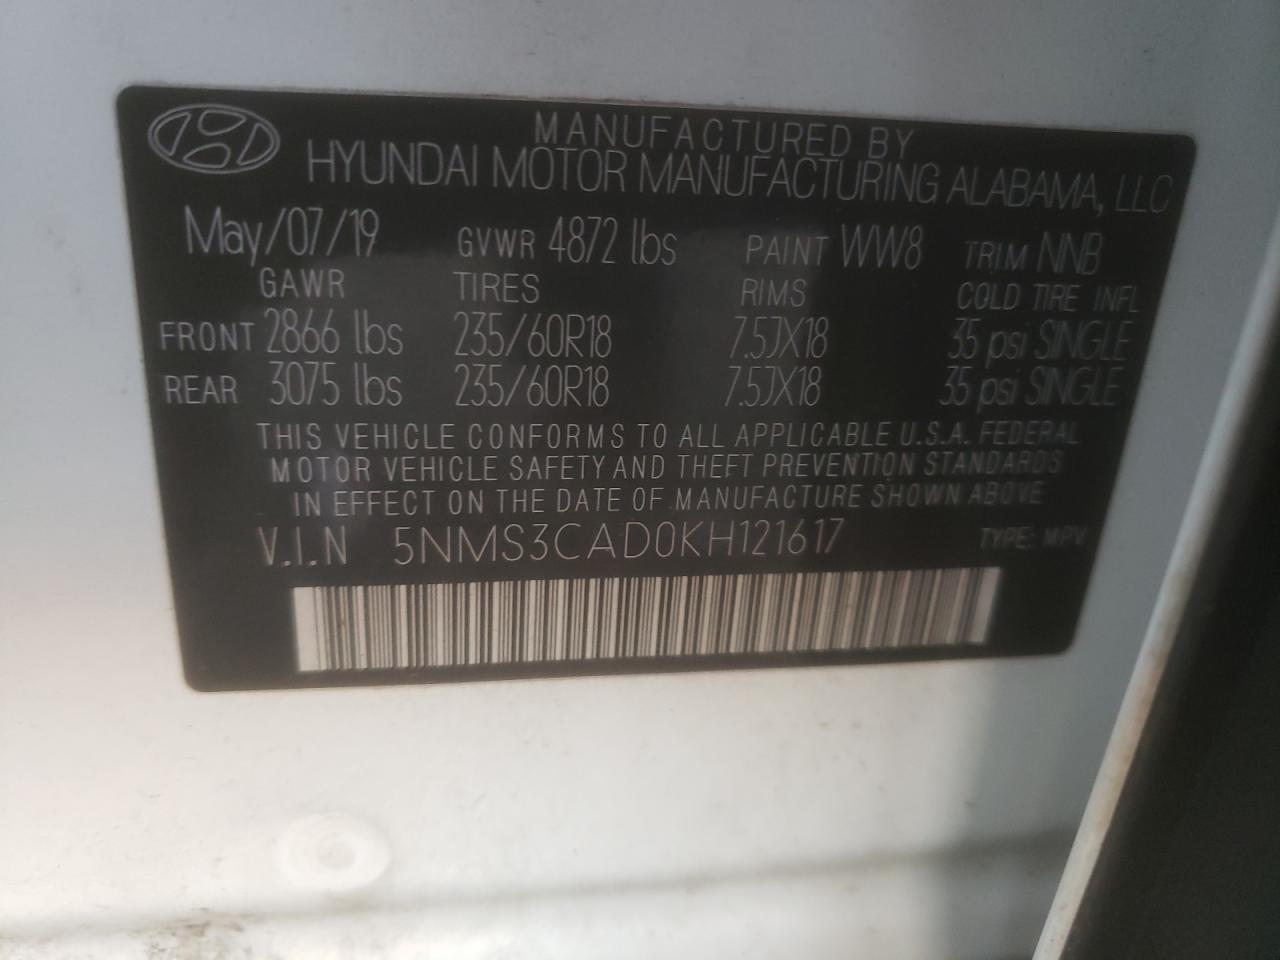 MANUFACTURED BY
HYUNDAI MOTOR MANUFACTURING ALABAMA, LLC
May/07/19 GVWR 4872 lbs PAINT WW8 TRIM NNB
GAWR TIRES RIMS COLD TIRE INFL
FRONT 2866 lbs 235/60R18 7.5JX18 35 psi SINGLE
REAR 3075 lbs 235/60R18 7.5JX18 35 psi SINGLE
THIS VEHICLE CONFORMS TO ALL APPLICABLE U.S.A. FEDERAL
MOTOR VEHICLE SAFETY AND THEFT PREVENTION STANDARDS
IN EFFECT ON THE DATE OF MANUFACTURE SHOWN ABOVE
V.I.N 5NMS3CAD0KH121617 TYPE: MPV